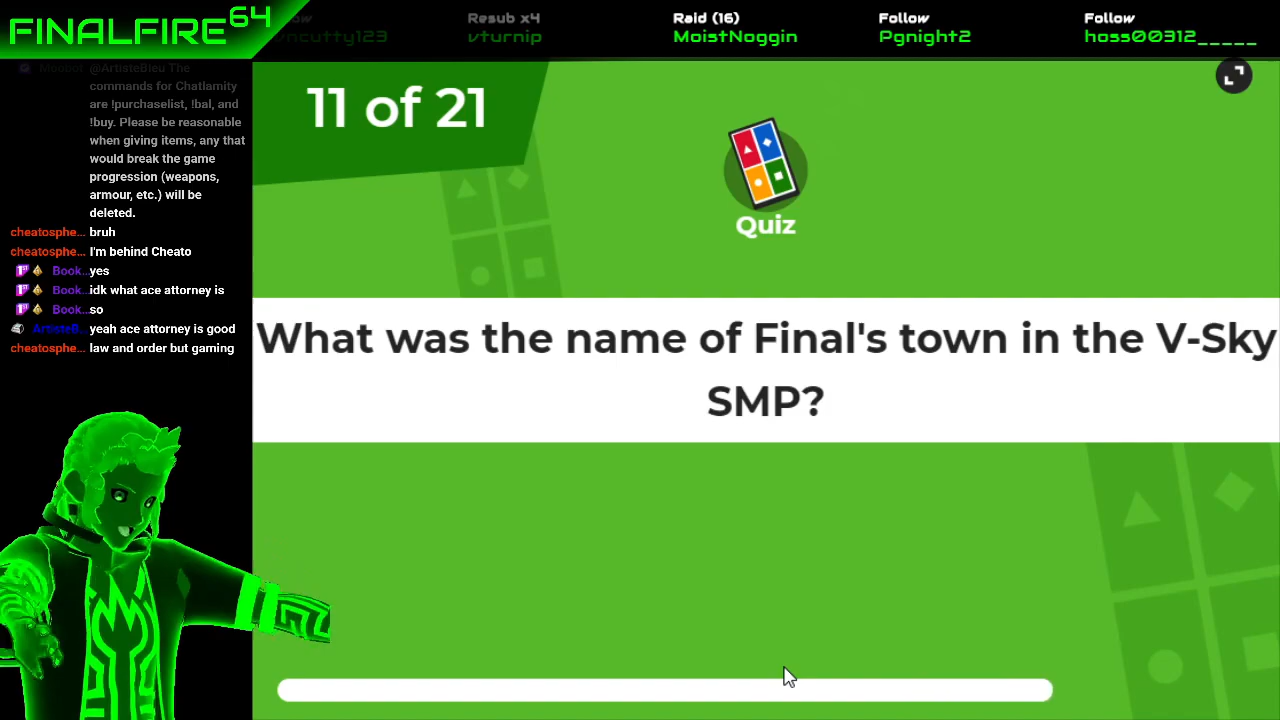 FINALFIRE64
Resub x4
vturnip
Raid (16)
MoistNoggin
Follow
Pgnight2
Follow
hoss00312_____
@ArtisteBleu The
commands for Chatlamity
are !purchaselist, !bal, and
!buy. Please be reasonable
when giving items, any that
would break the game
progression (weapons,
armour, etc.) will be
deleted.
cheatosphe... bruh
cheatosphe... I'm behind Cheato
Book... yes
Book... idk what ace attorney is
Book... so
ArtisteB... yeah ace attorney is good
cheatosphe... law and order but gaming
11 of 21
Quiz
What was the name of Final's town in the V-Sky
SMP?